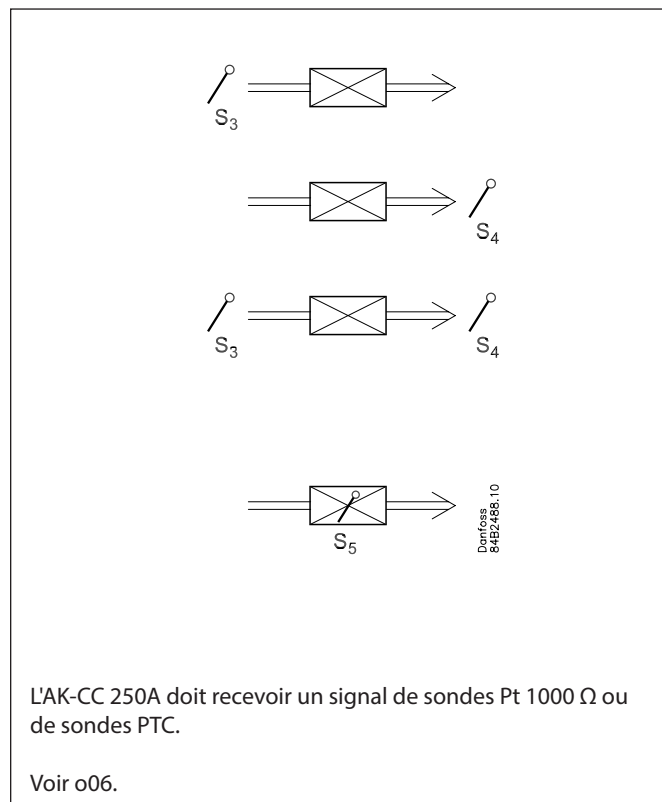 S3
S4
S3
S4
S5
Danfoss
84B2488.10
L'AK-CC 250A doit recevoir un signal de sondes Pt 1000 Ω ou
de sondes PTC.
Voir o06.